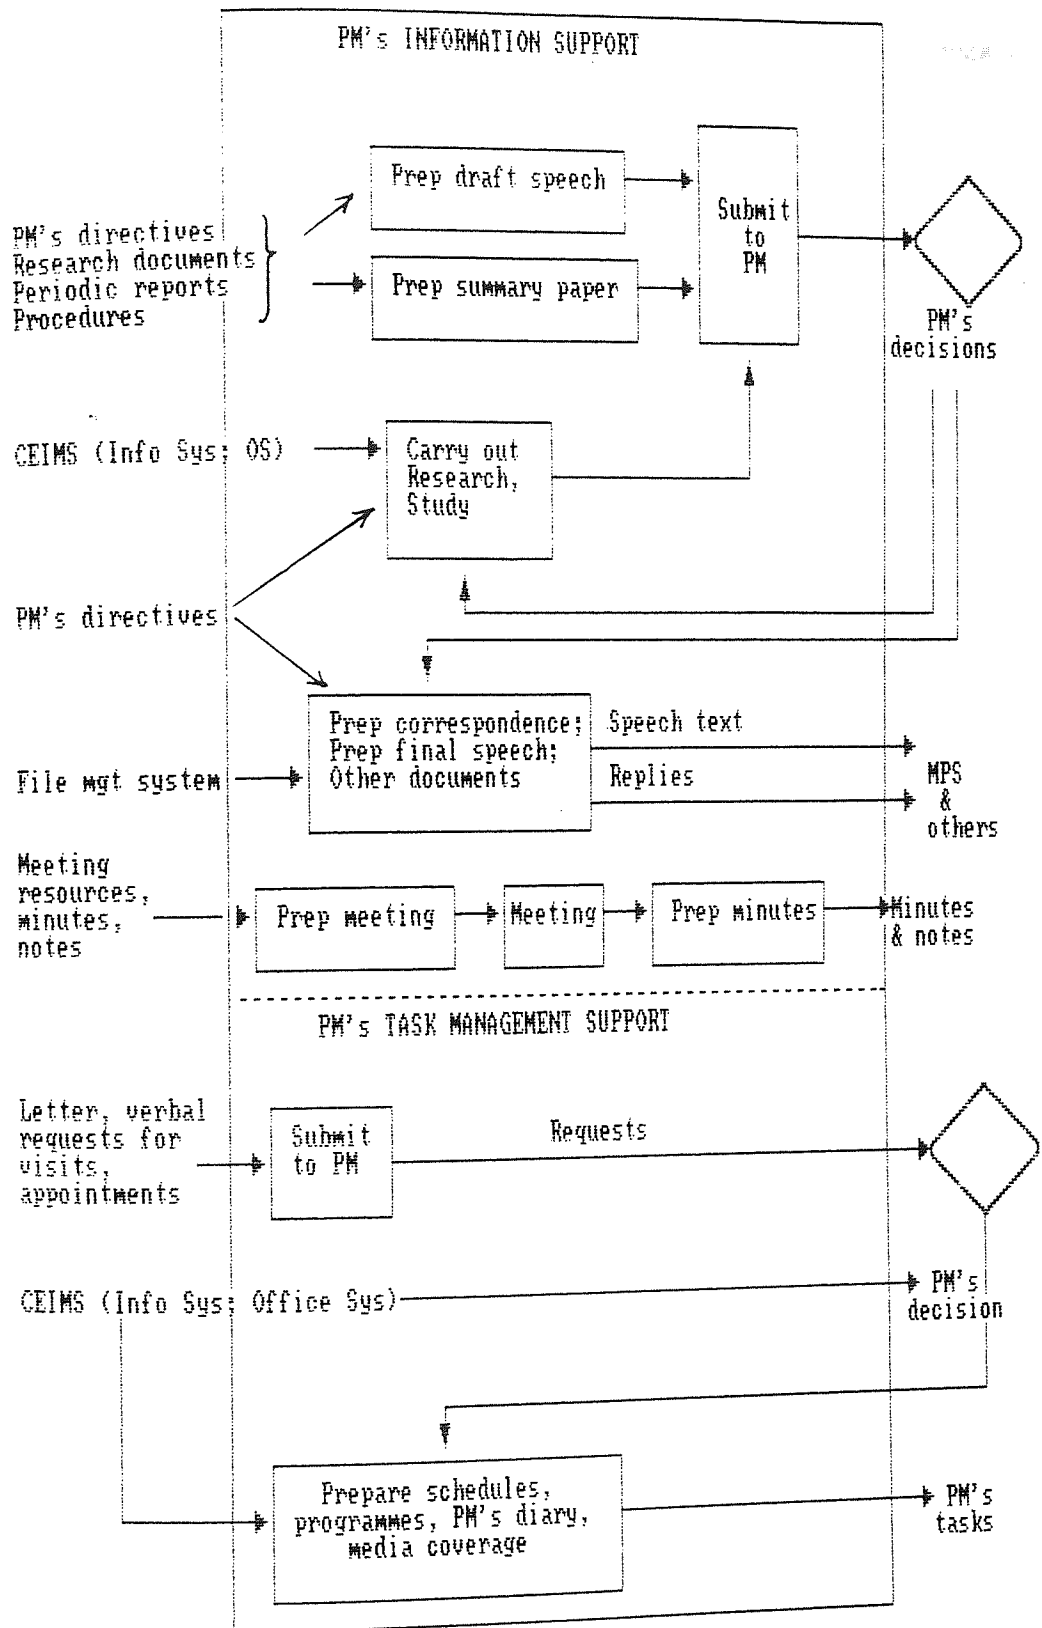 PM's INFORMATION SUPPORT
Prep draft speech
Submit
to
PM
PM's directives
Research documents
Periodic reports
Procedures
Prep summary paper
PM's
decisions
CEIMS (Info Sys; OS)
Carry out
Research,
Study
PM's directives
Prep correspondence;
Prep final speech;
Other documents
Speech text
Replies
File mgt system
MPS
&
others
Meeting
resources,
minutes,
notes
Prep meeting
Meeting
Prep minutes
Minutes
& notes
PM's TASK MANAGEMENT SUPPORT
Letter, verbal
requests for
visits,
appointments
Submit
to PM
Requests
CEIMS (Info Sys; Office Sys)
PM's
decision
Prepare schedules,
programmes, PM's diary,
media coverage
PM's
tasks